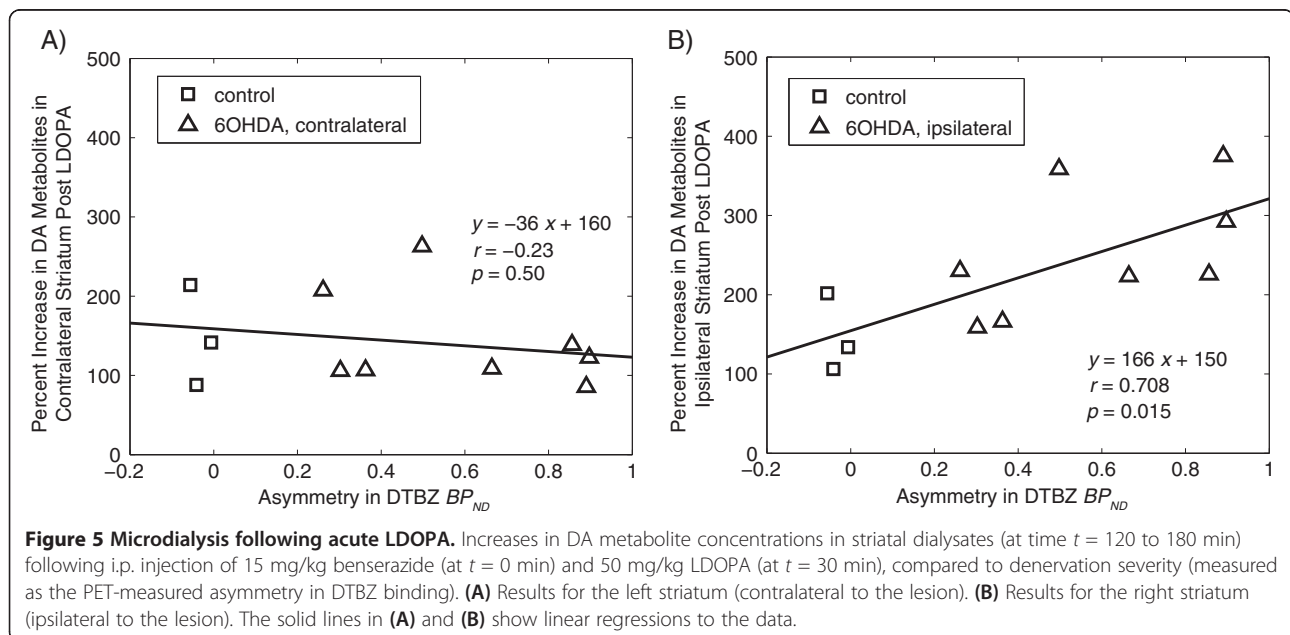 A)
500
400
300
200
100
0
Percent Increase in DA Metabolites in
Contralateral Striatum Post LDOPA
control
6OHDA, contralateral
y = −36 x + 160
r = −0.23
p = 0.50
−0.2 0 0.2 0.4 0.6 0.8 1
Asymmetry in DTBZ BP_ND
B)
500
400
300
200
100
0
Percent Increase in DA Metabolites in
Ipsilateral Striatum Post LDOPA
control
6OHDA, ipsilateral
y = 166 x + 150
r = 0.708
p = 0.015
−0.2 0 0.2 0.4 0.6 0.8 1
Asymmetry in DTBZ BP_ND
Figure 5 Microdialysis following acute LDOPA. Increases in DA metabolite concentrations in striatal dialysates (at time t = 120 to 180 min)
following i.p. injection of 15 mg/kg benserazide (at t = 0 min) and 50 mg/kg LDOPA (at t = 30 min), compared to denervation severity (measured
as the PET-measured asymmetry in DTBZ binding). (A) Results for the left striatum (contralateral to the lesion). (B) Results for the right striatum
(ipsilateral to the lesion). The solid lines in (A) and (B) show linear regressions to the data.